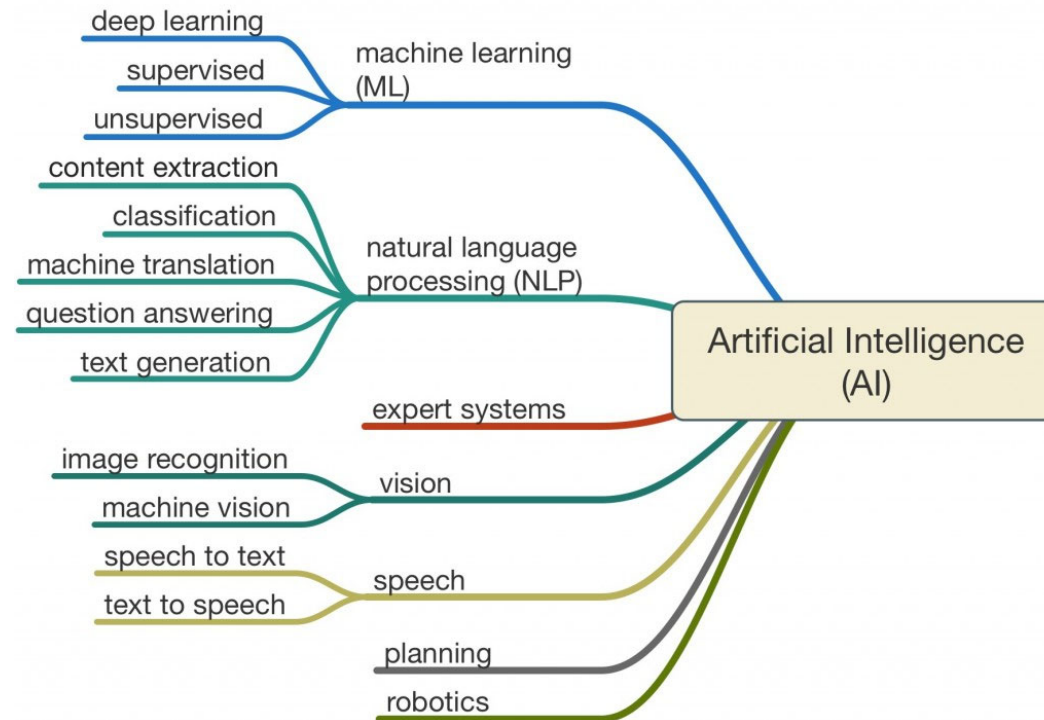 deep learning
supervised
unsupervised
machine learning
(ML)
content extraction
classification
machine translation
question answering
text generation
natural language
processing (NLP)
expert systems
image recognition
machine vision
vision
speech to text
text to speech
speech
planning
robotics
Artificial Intelligence
(AI)